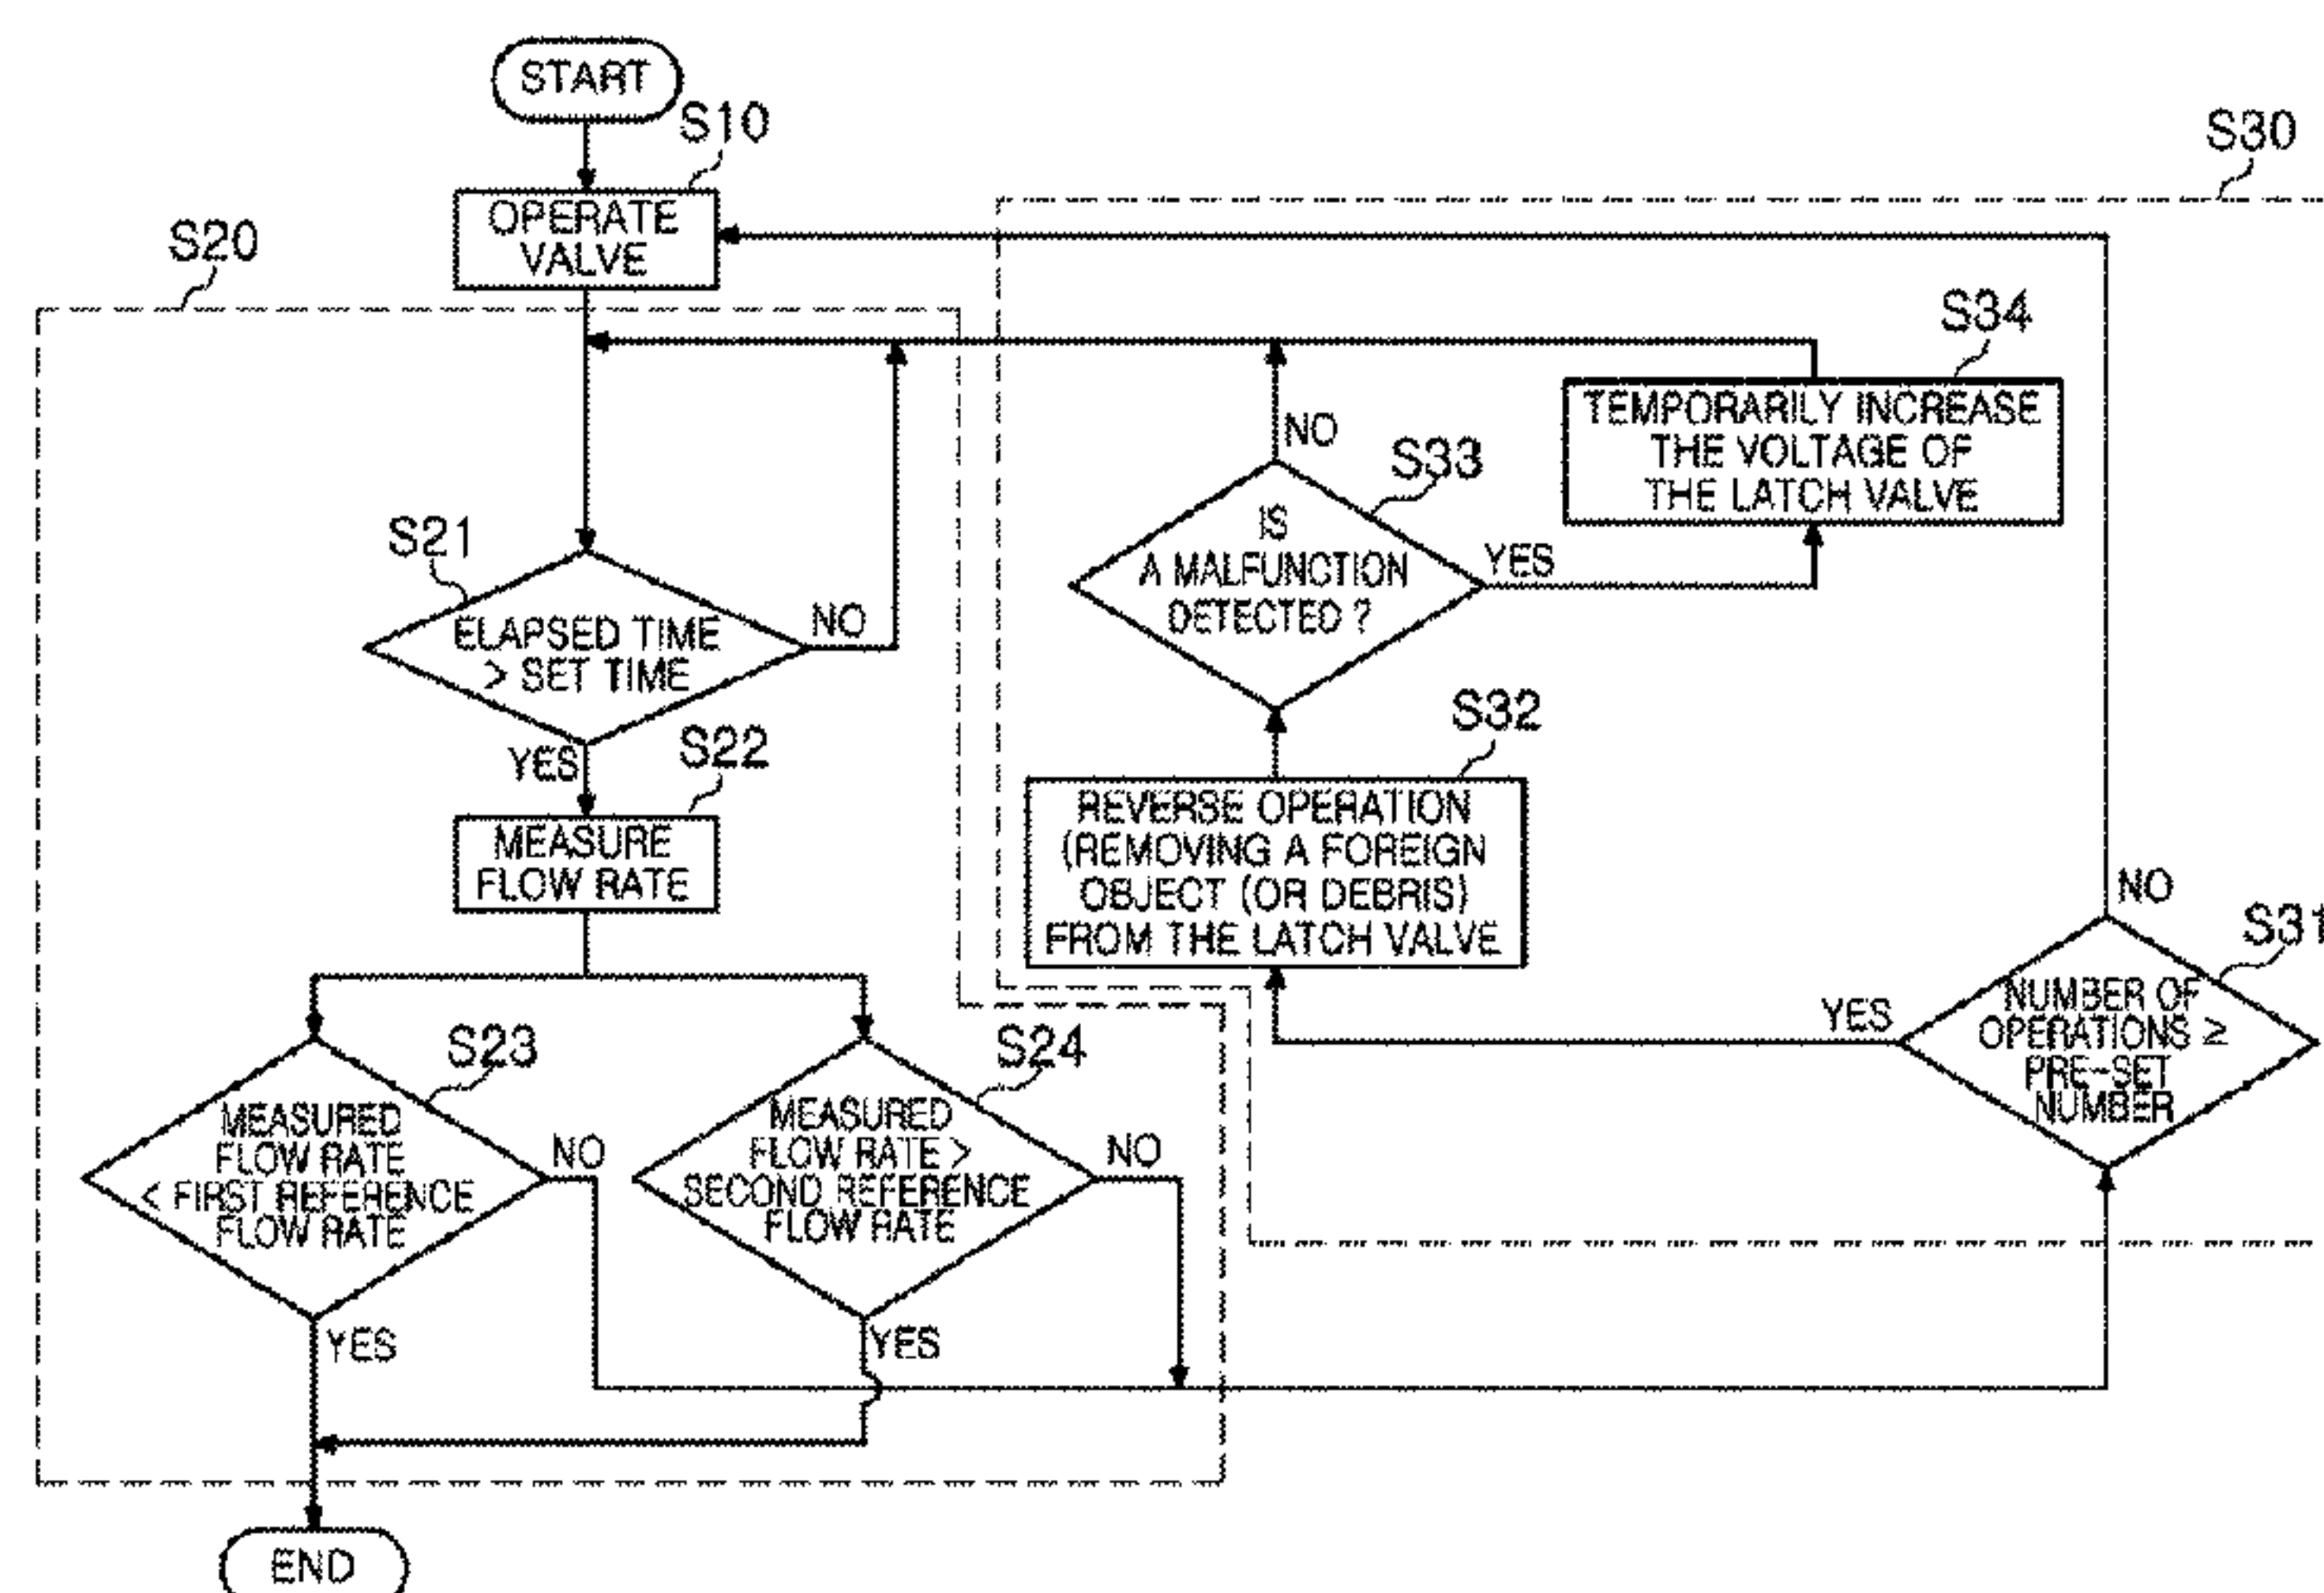 START
S10
OPERATE
VALVE
S20
S30
S34
TEMPORARILY INCREASE
THE VOLTAGE OF
THE LATCH VALVE
NO
S33
IS
A MALFUNCTION
DETECTED ?
YES
S21
ELAPSED TIME
> SET TIME
NO
YES
S22
MEASURE
FLOW RATE
S32
REVERSE OPERATION
(REMOVING A FOREIGN
OBJECT (OR DEBRIS)
FROM THE LATCH VALVE
NO
S31
NUMBER OF
OPERATIONS ≥
PRE-SET
NUMBER
YES
S23
MEASURED
FLOW RATE
< FIRST REFERENCE
FLOW RATE
NO
YES
S24
MEASURED
FLOW RATE >
SECOND REFERENCE
FLOW RATE
NO
YES
END